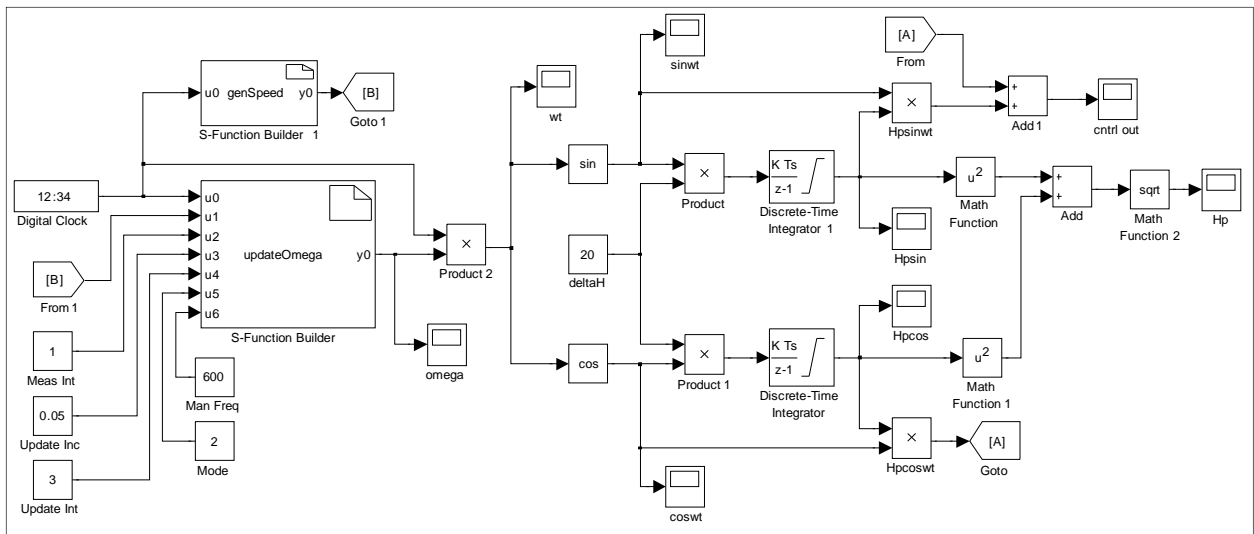 [A]
From
sinwt
u0 genSpeed y0
S-Function Builder 1
[B]
Goto 1
wt
×
Hpsinwt
+
+
Add 1
cntrl out
12:34
Digital Clock
u0
u1
u2
u3
u4
u5
u6
updateOmega
y0
S-Function Builder
×
Product 2
sin
×
Product
K Ts
z-1
Discrete-Time
Integrator 1
u2
Math
Function
+
+
Add
sqrt
Math
Function 2
Hp
Hpsin
[B]
From 1
20
deltaH
Hpcos
1
Meas Int
omega
cos
×
Product 1
K Ts
z-1
Discrete-Time
Integrator
u2
Math
Function 1
600
Man Freq
0.05
Update Inc
2
Mode
×
Hpcoswt
[A]
Goto
3
Update Int
coswt